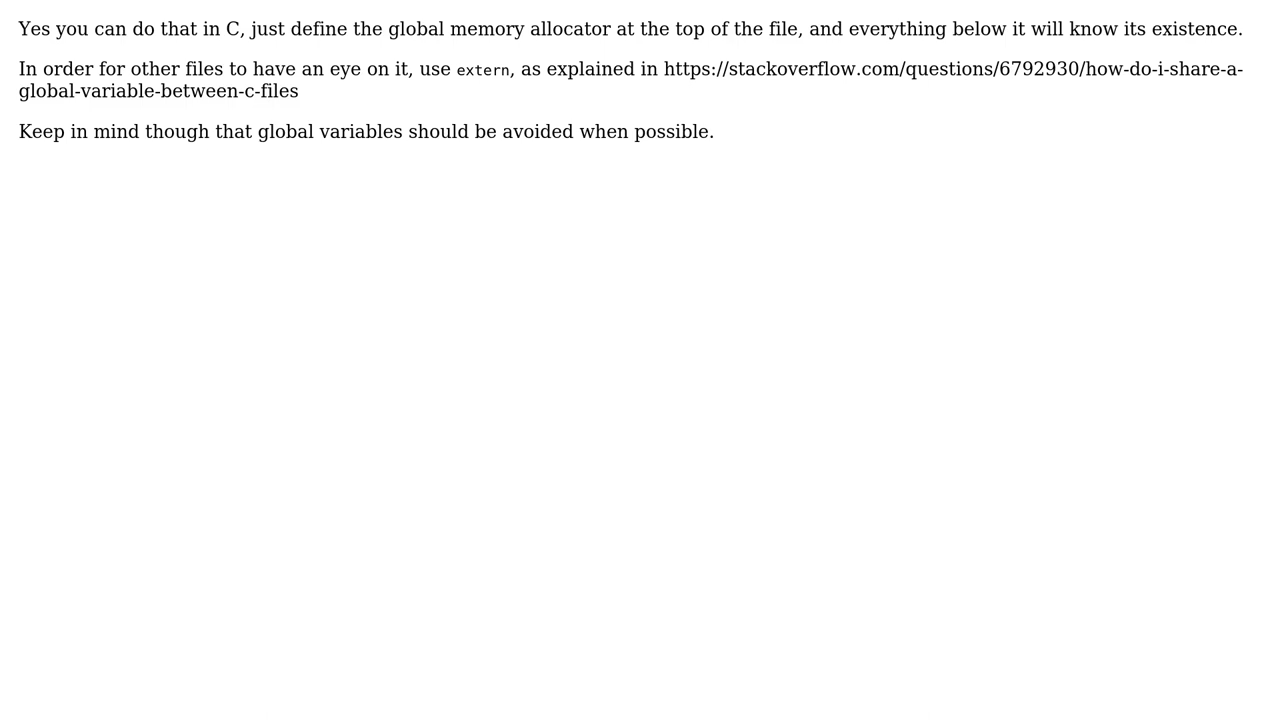 Yes you can do that in C, just define the global memory allocator at the top of the file, and everything below it will know its existence.
In order for other files to have an eye on it, use extern, as explained in https://stackoverflow.com/questions/6792930/how-do-i-share-a-
global-variable-between-c-files
Keep in mind though that global variables should be avoided when possible.